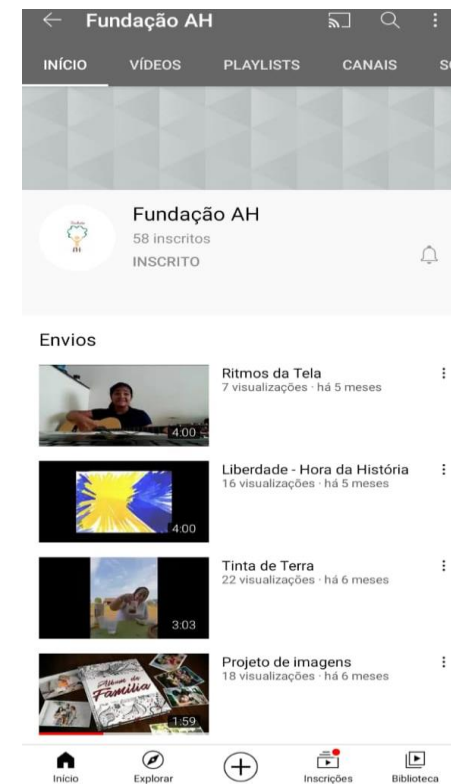 Fundação AH
INÍCIO VÍDEOS PLAYLISTS CANAIS
Fundação AH
58 inscritos
INSCRITO
Envios
Ritmos da Tela
7 visualizações · há 5 meses
4:00
Liberdade - Hora da História
16 visualizações · há 5 meses
4:00
Tinta de Terra
22 visualizações · há 6 meses
3:03
Projeto de imagens
18 visualizações · há 6 meses
Álbum de
Família
1:59
Início Explorar Inscrições Biblioteca